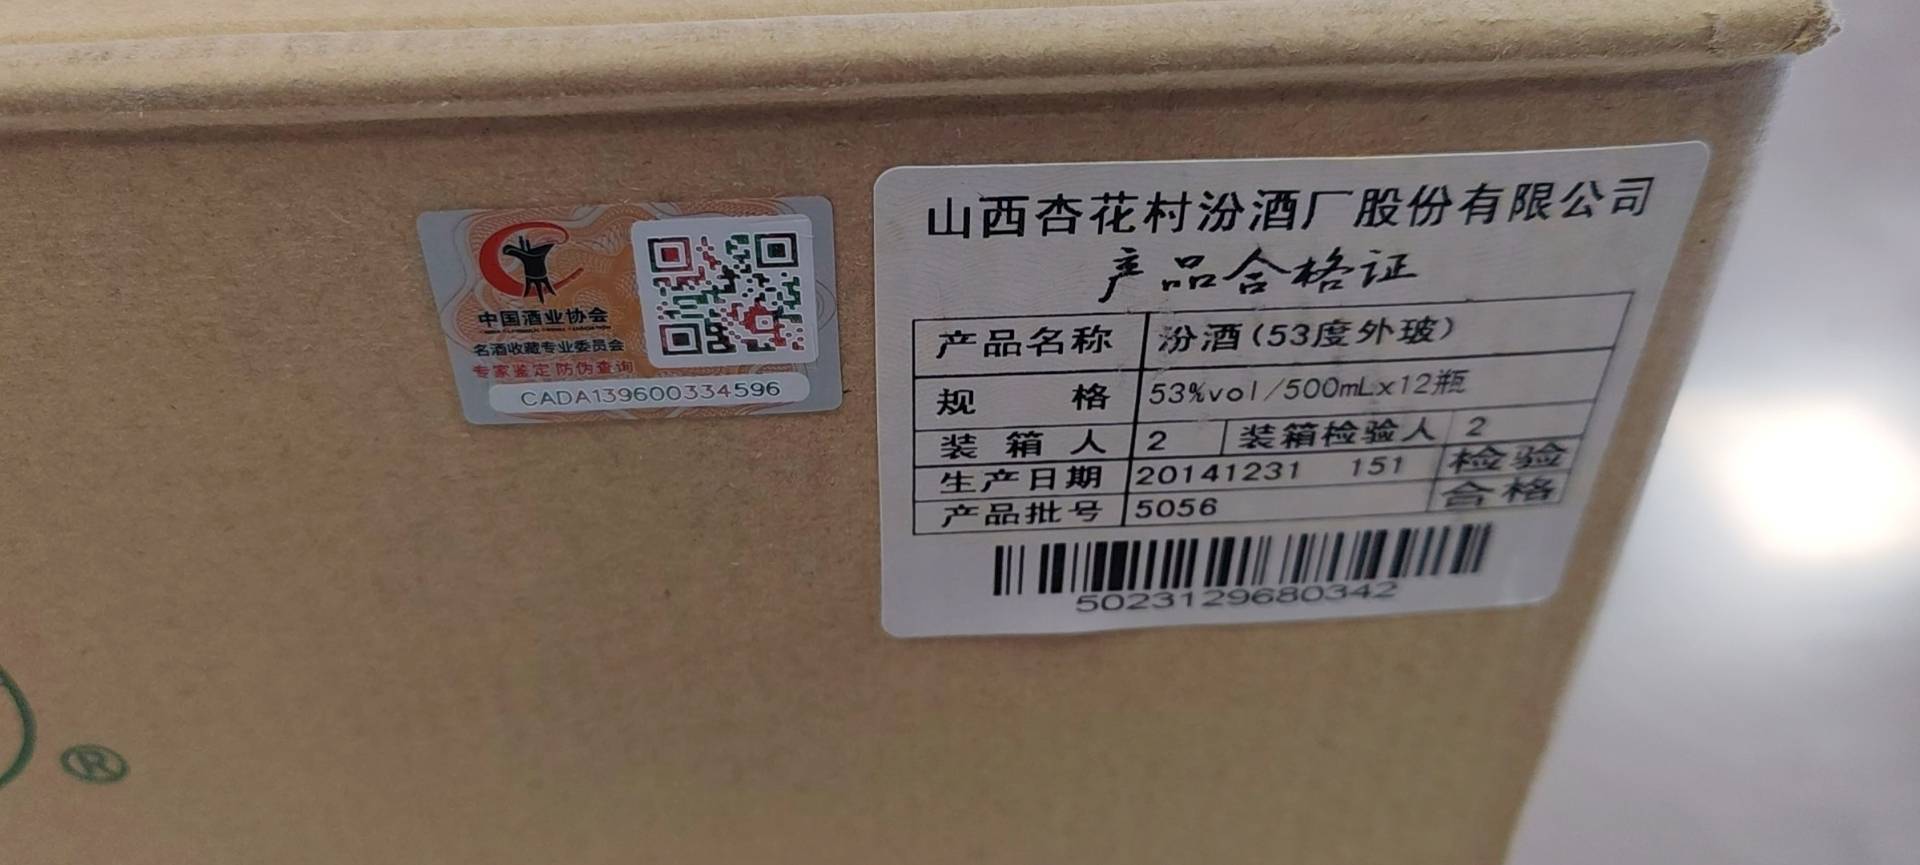 中国酒业协会
名酒收藏专业委员会
专家鉴定 防伪查询
CADA139600334596
山西杏花村汾酒厂股份有限公司
产品合格证
产品名称 汾酒(53度外玻)
规 格 53%vol/500mLx12瓶
装 箱 人 2 装箱检验人 2
生产日期 20141231 151 检验
产品批号 5056 合格
5023129680342
®